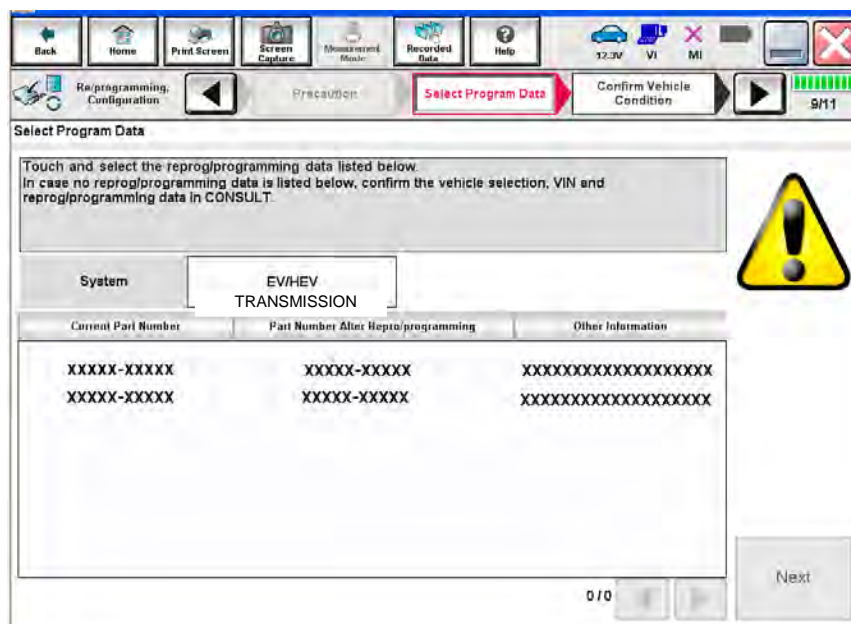 Back
Home
Print Screen
Screen Capture
Measurement Mode
Recorded Data
Help
12.3V
VI
MI
Re/programming, Configuration
Precaution
Select Program Data
Confirm Vehicle Condition
9/11
Select Program Data
Touch and select the reprog/programming data listed below.
In case no reprog/programming data is listed below, confirm the vehicle selection, VIN and
reprog/programming data in CONSULT.
System
EV/HEV
TRANSMISSION
Current Part Number
Part Number After Repro/programming
Other Information
XXXXX-XXXXX XXXXX-XXXXX XXXXXXXXXXXXXXXXXXX
XXXXX-XXXXX XXXXX-XXXXX XXXXXXXXXXXXXXXXXXX
0/0
Next